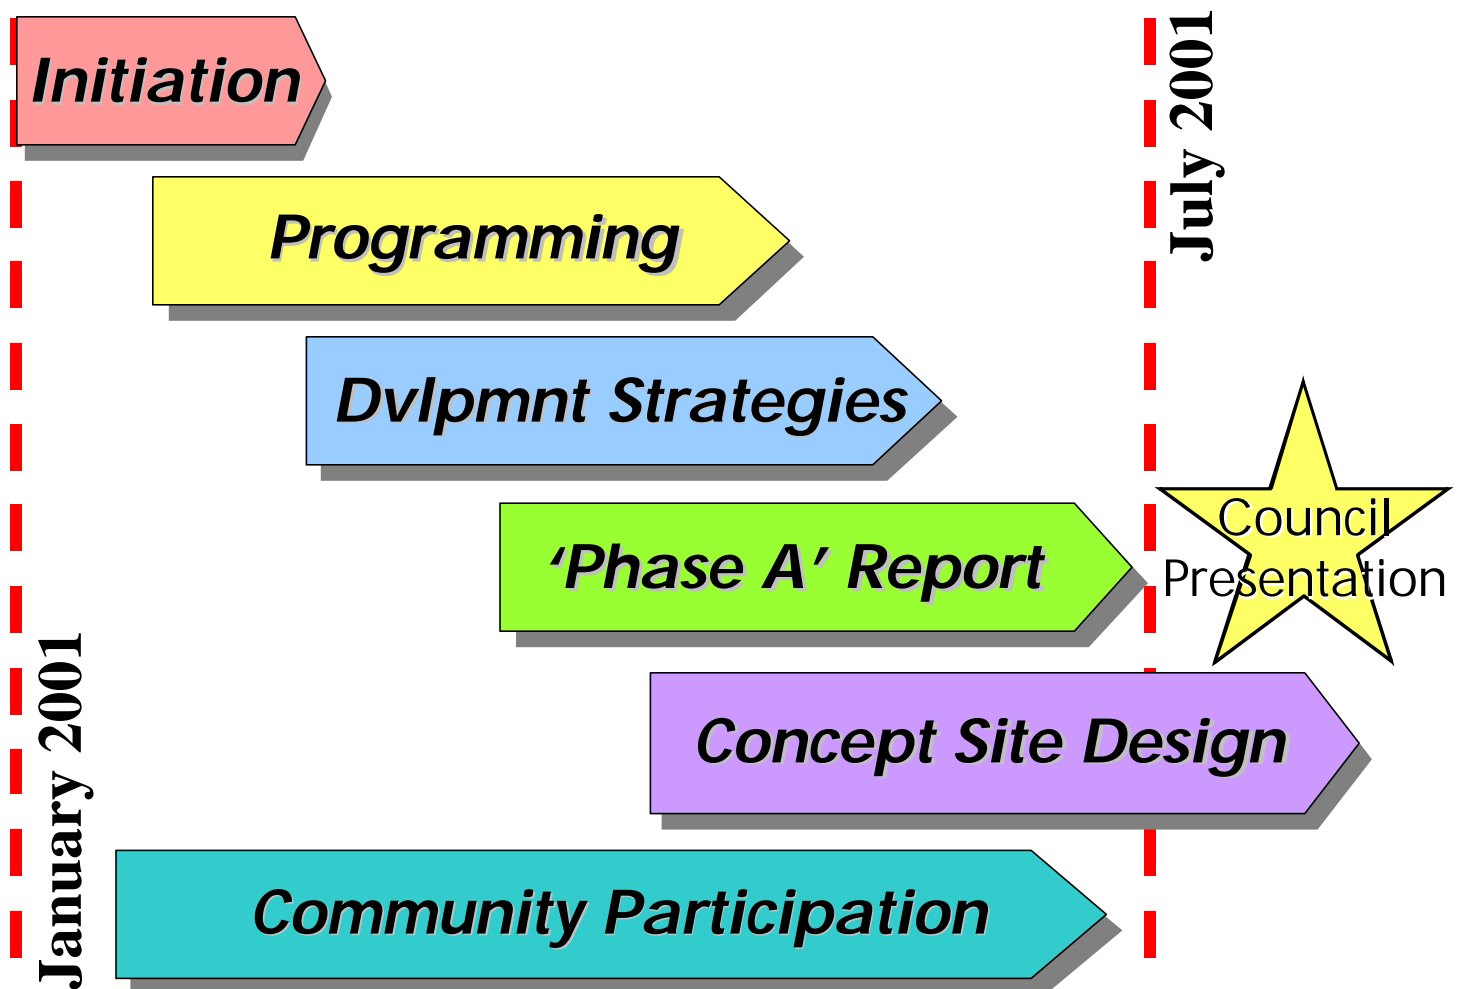 Initiation
July 2001
Programming
Dvlpmnt Strategies
‘Phase A’ Report
Council
Presentation
Concept Site Design
January 2001
Community Participation